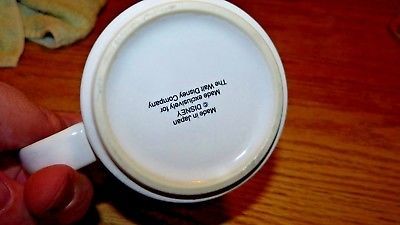 Made in Japan
© DISNEY
Made exclusively for
The Walt Disney Company